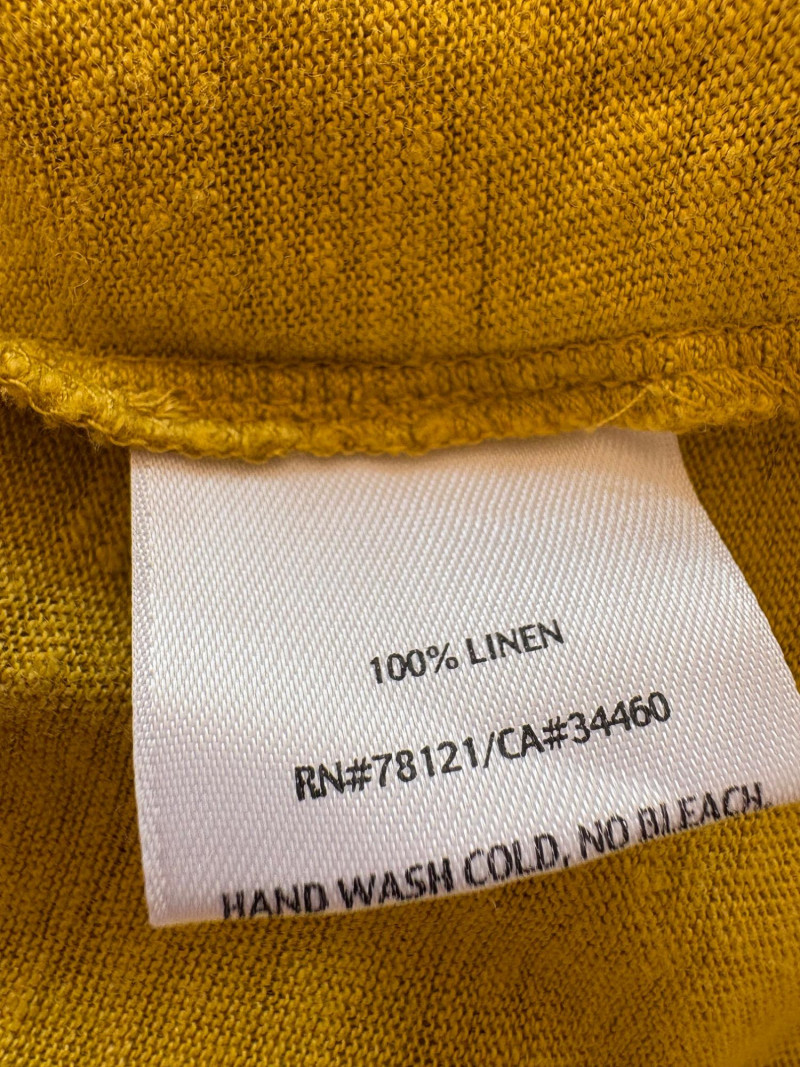 100% LINEN
RN#78121/CA#34460
HAND WASH COLD, NO BLEACH.